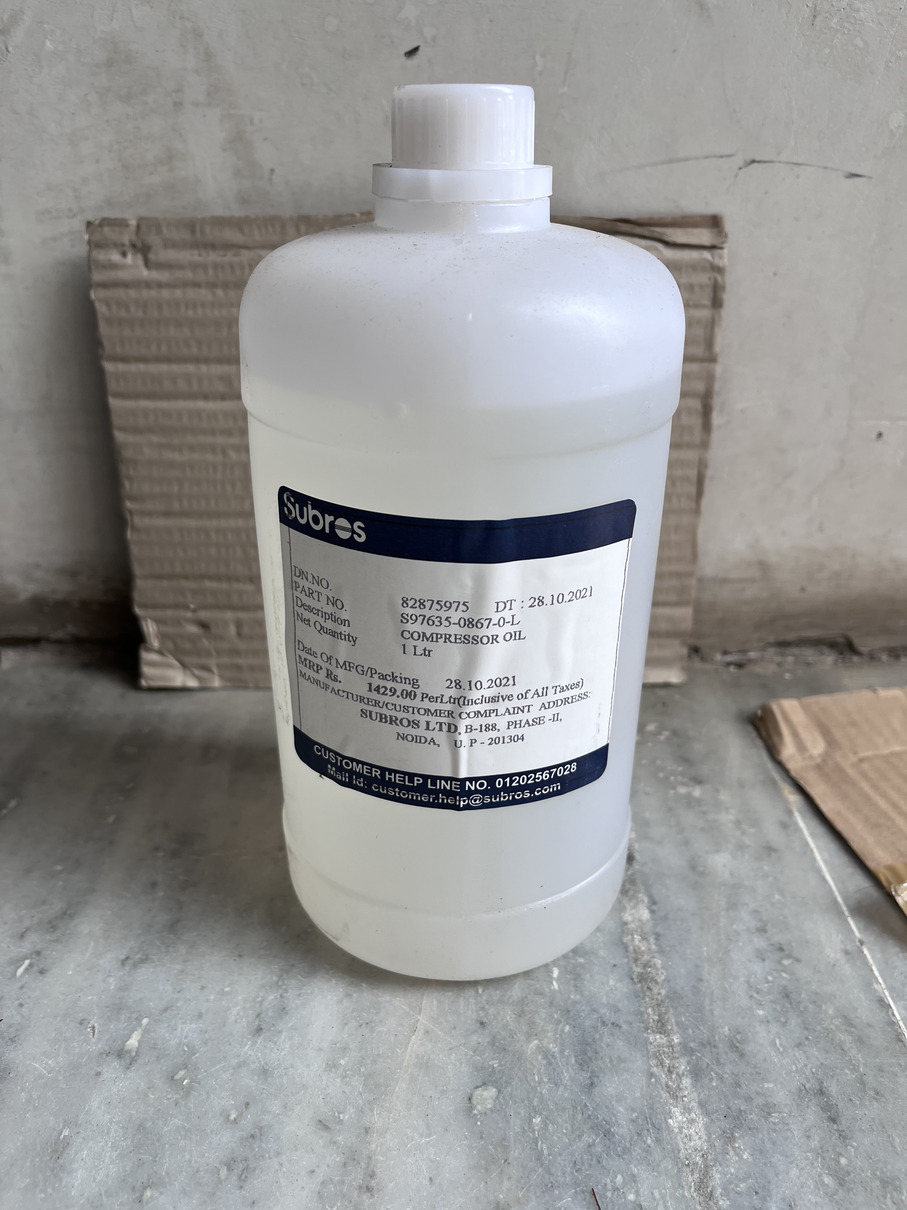 Subros
DN.NO. 82875975 DT : 28.10.2021
PART NO. S97635-0867-0-L
Description COMPRESSOR OIL
Net Quantity 1 Ltr
Date Of MFG/Packing 28.10.2021
MRP Rs. 1429.00 PerLtr(Inclusive of All Taxes)
MANUFACTURER/CUSTOMER COMPLAINT ADDRESS:
SUBROS LTD, B-188, PHASE -II,
NOIDA, U. P - 201304
CUSTOMER HELP LINE NO. 01202567028
Mail Id: customer.help@subros.com